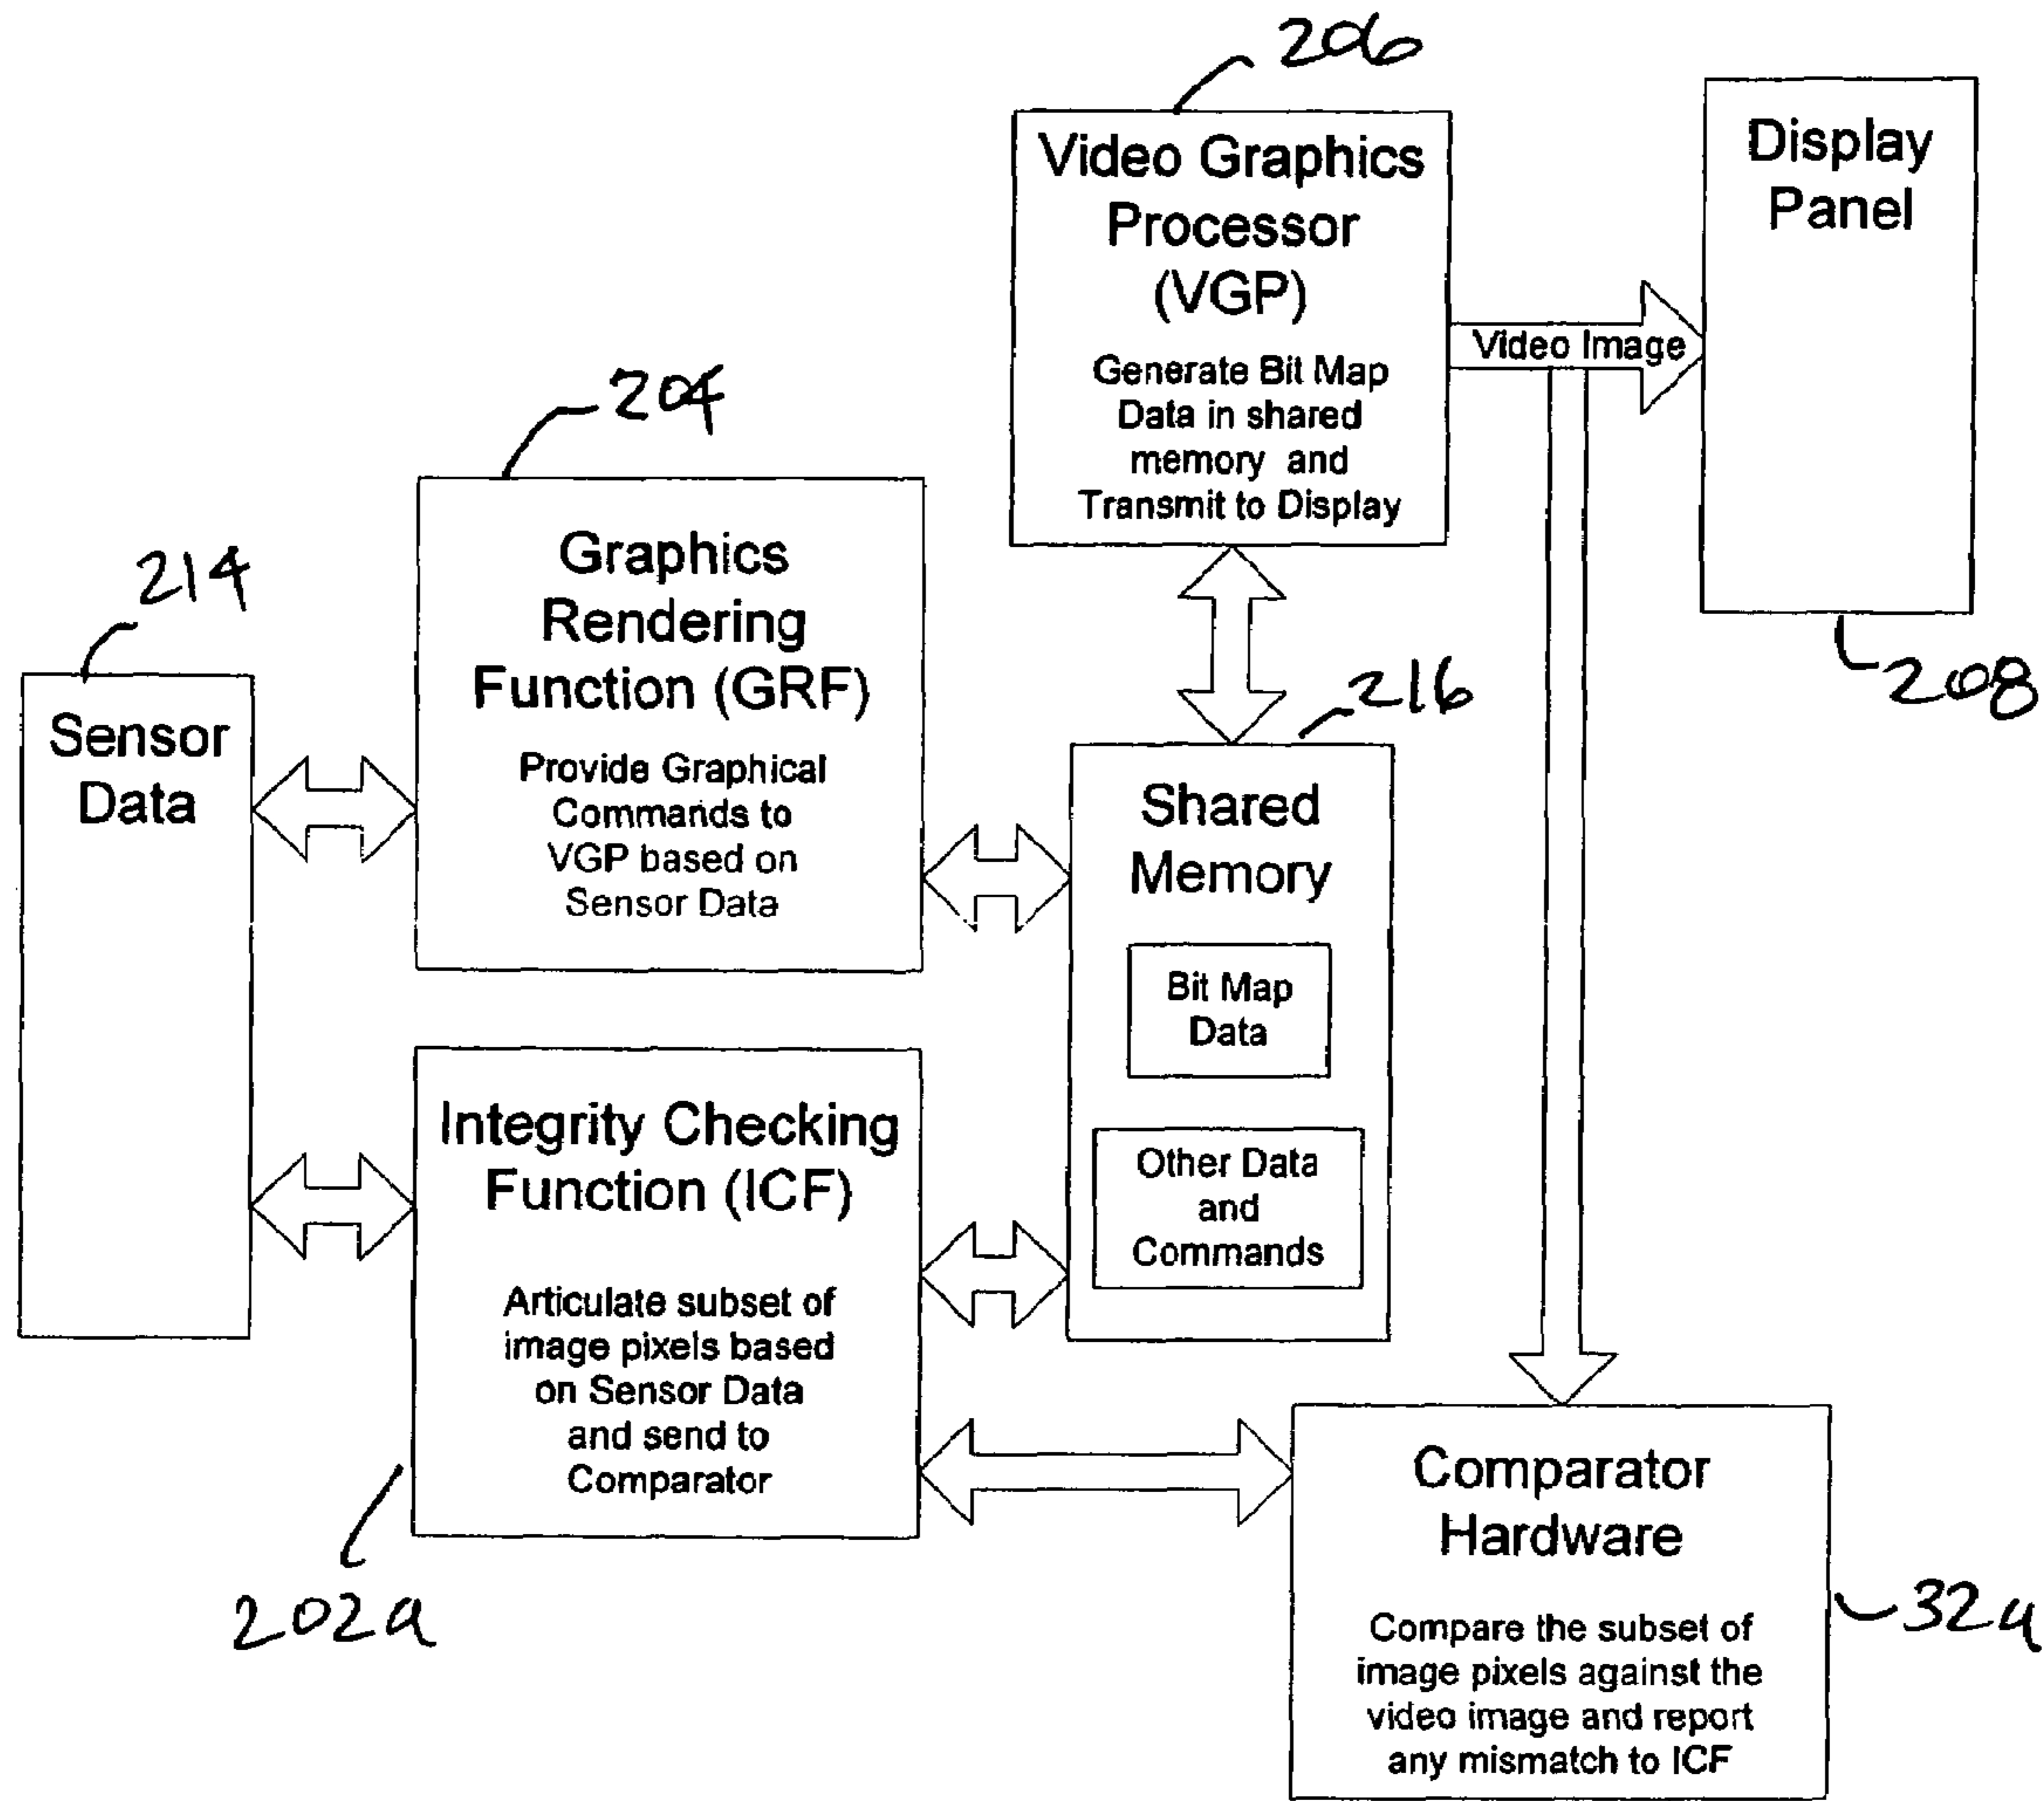 206
Video Graphics
Processor
(VGP)
Generate Bit Map
Data in shared
memory and
Transmit to Display
Display
Panel
208
Video Image
204
Graphics
Rendering
Function (GRF)
Provide Graphical
Commands to
VGP based on
Sensor Data
214
Sensor
Data
216
Shared
Memory
Bit Map
Data
Other Data
and
Commands
Integrity Checking
Function (ICF)
Articulate subset of
image pixels based
on Sensor Data
and send to
Comparator
202a
Comparator
Hardware
Compare the subset of
image pixels against the
video image and report
any mismatch to ICF